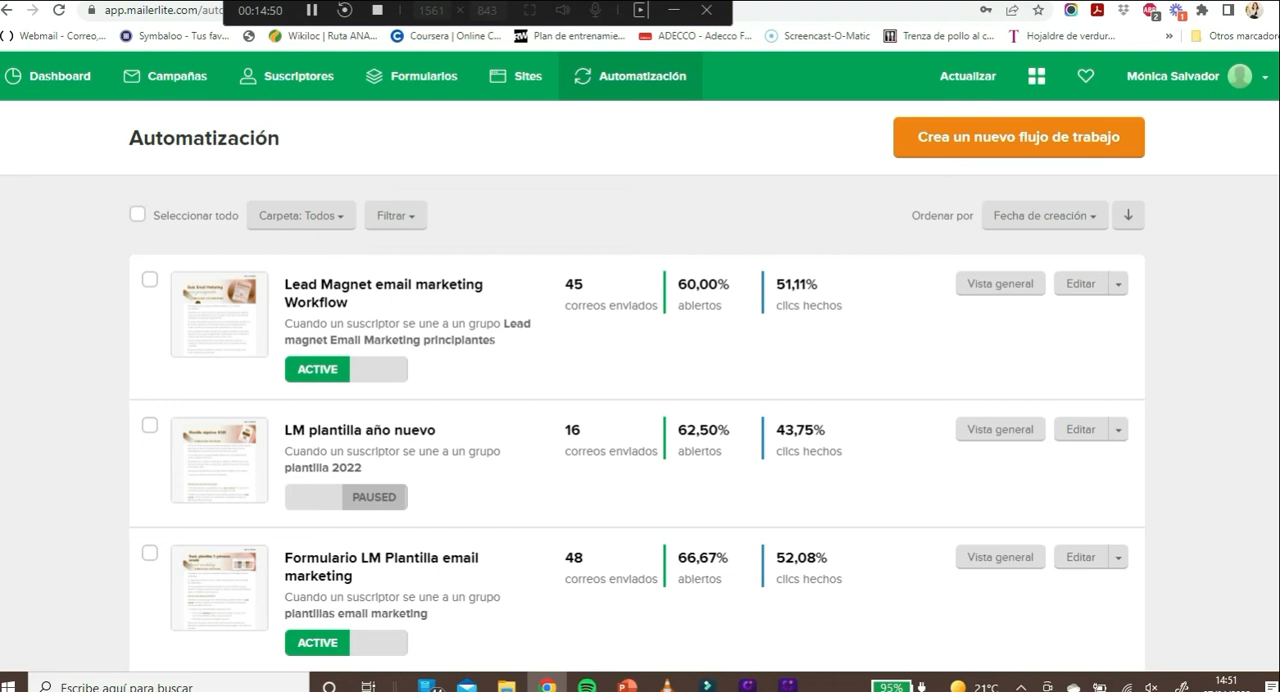 app.mailerlite.com/auto
00:14:50
1561 × 843
2
1
Webmail - Correo,...
Symbaloo - Tus fav...
Wikiloc | Ruta ANA...
Coursera | Online C...
Plan de entrenamie...
ADECCO - Adecco F...
Screencast-O-Matic
Trenza de pollo al c...
Hojaldre de verdur...
»
Otros marcador
Dashboard
Campañas
Suscriptores
Formularios
Sites
Automatización
Actualizar
Mónica Salvador
Automatización
Crea un nuevo flujo de trabajo
Seleccionar todo
Carpeta: Todos
Filtrar
Ordenar por
Fecha de creación
Lead Magnet email marketing
Workflow
Cuando un suscriptor se une a un grupo Lead
magnet Email Marketing principiantes
ACTIVE
45
correos enviados
60,00%
abiertos
51,11%
clics hechos
Vista general
Editar
LM plantilla año nuevo
Cuando un suscriptor se une a un grupo
plantilla 2022
PAUSED
16
correos enviados
62,50%
abiertos
43,75%
clics hechos
Vista general
Editar
Formulario LM Plantilla email
marketing
Cuando un suscriptor se une a un grupo
plantillas email marketing
ACTIVE
48
correos enviados
66,67%
abiertos
52,08%
clics hechos
Vista general
Editar
Escribe aquí para buscar
95%
21°C
14:51